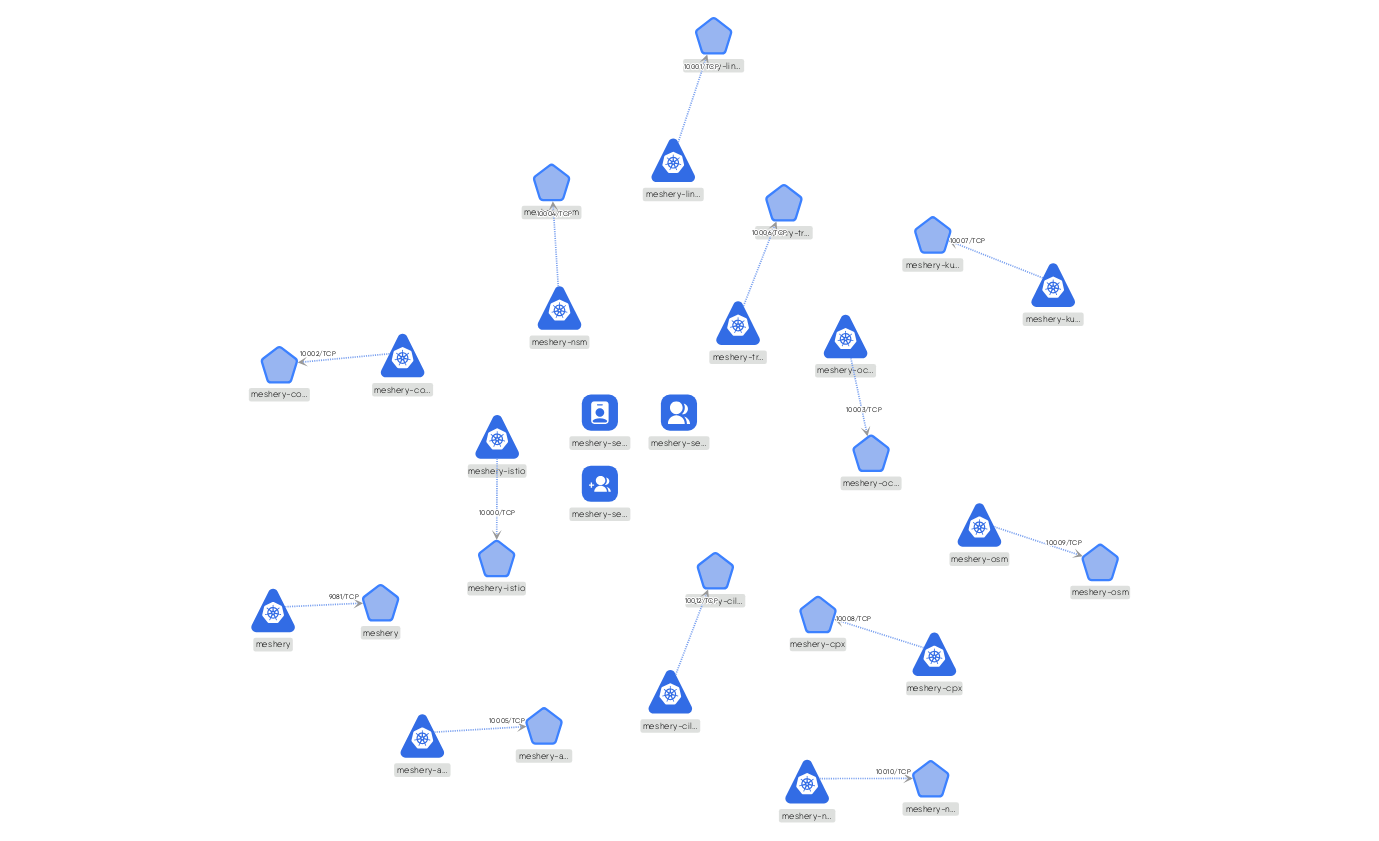 10001/TCP
y-lin...
meshery-lin...
10004/TCP
meshery-nsm
10006/TCP
y-tr...
meshery-tr...
10007/TCP
meshery-ku...
meshery-ku...
10002/TCP
meshery-co...
meshery-co...
meshery-oc...
10003/TCP
meshery-oc...
meshery-se...
meshery-se...
meshery-se...
meshery-istio
10000/TCP
meshery-istio
10009/TCP
meshery-osm
meshery-osm
9081/TCP
meshery
meshery
10012/TCP
y-cil...
meshery-cil...
10008/TCP
meshery-cpx
meshery-cpx
10005/TCP
meshery-a...
meshery-a...
10010/TCP
meshery-n...
meshery-n...